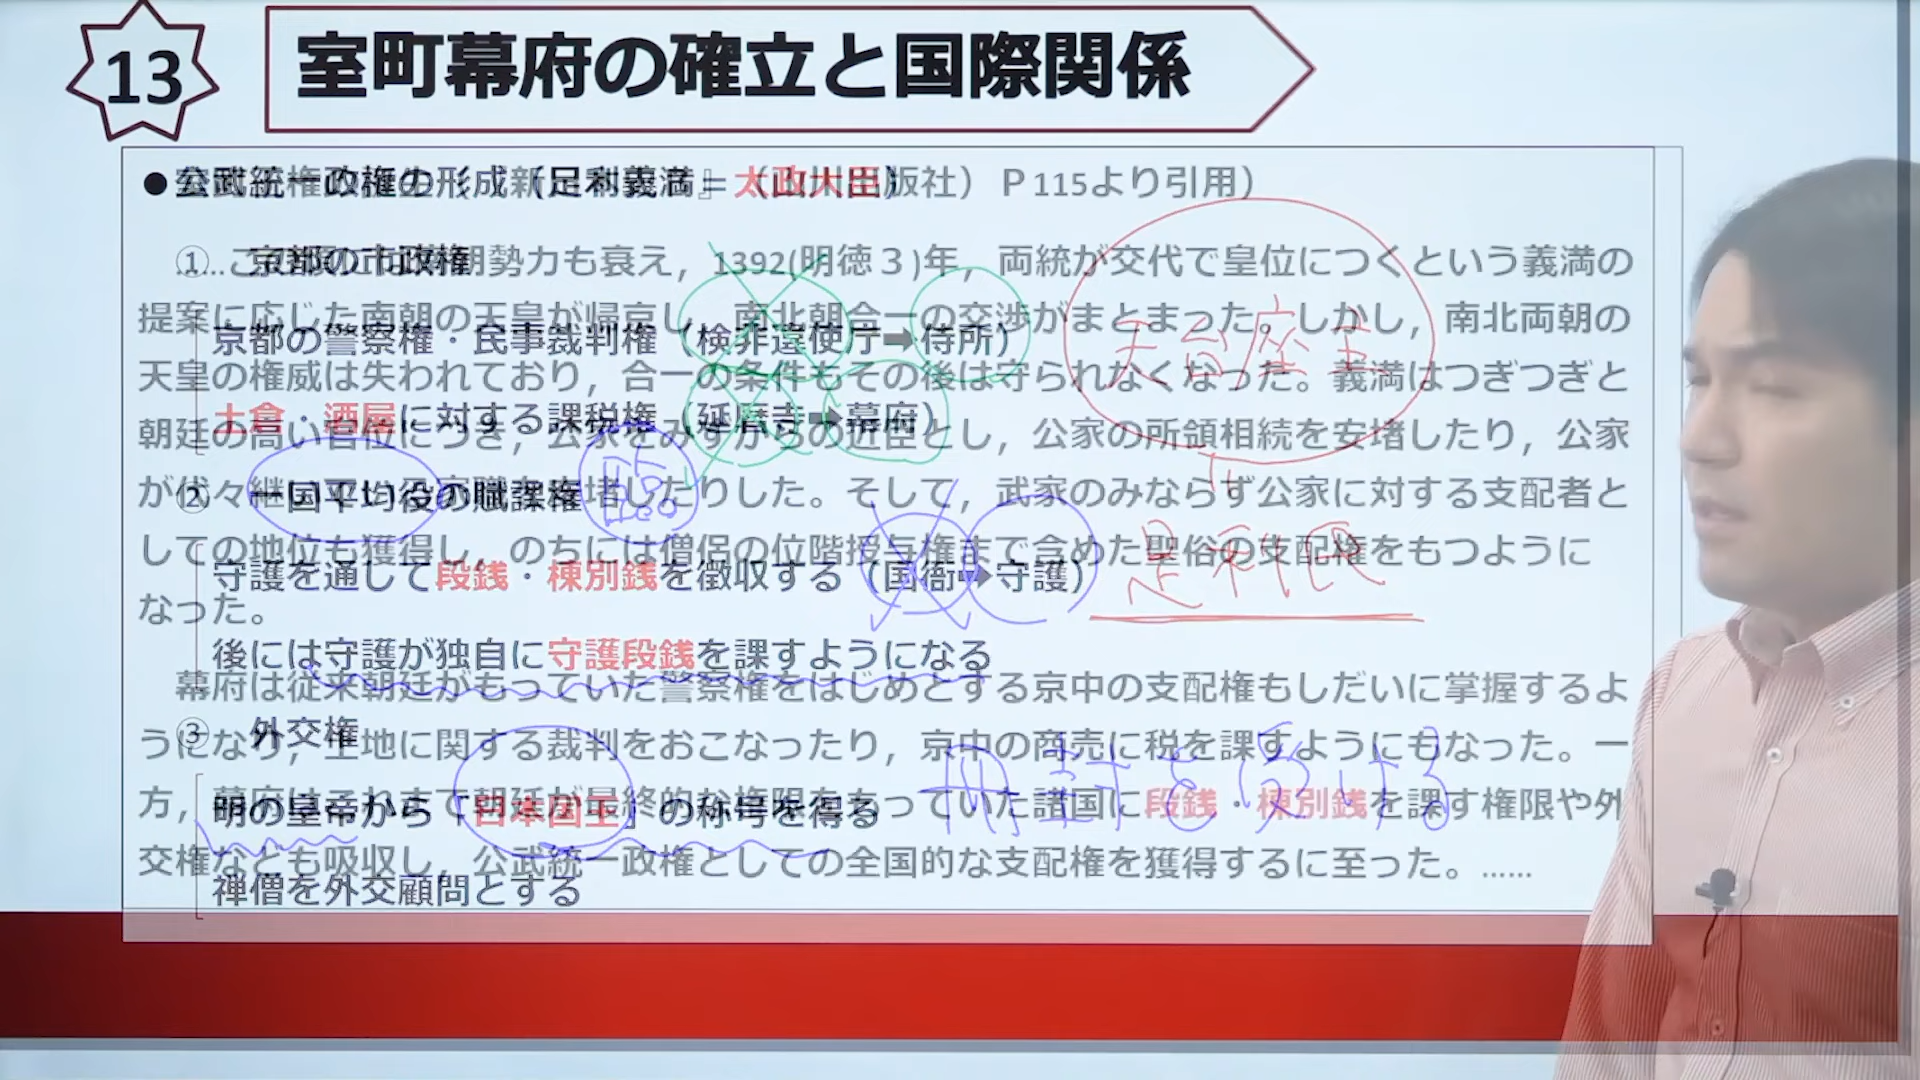 13
室町幕府の確立と国際関係
●公武統一政権の形成（足利義満＝太政大臣）
『新』（山川出版社）Ｐ115より引用）
① 京都の市政権
京都の警察権・民事裁判権（検非違使庁➡侍所）
土倉・酒屋に対する課税権（延暦寺➡幕府）
② 一国平均役の賦課権
臨
守護を通して段銭・棟別銭を徴収する（国衙➡守護）
後には守護が独自に守護段銭を課すようになる
③ 外交権
明の皇帝から「日本国王」の称号を得る
禅僧を外交顧問とする
天台座主
足利
冊封を受ける
朝勢力も衰え，1392(明徳３)年，両統が交代で皇位につくという義満の
提案に応じた南朝の天皇が帰京し，南北朝合一の交渉がまとまった。しかし，南北両朝の
天皇の権威は失われており，合一の条件もその後は守られなくなった。義満はつぎつぎと
朝廷の高い官位につき，公家をみずからの近臣とし，公家の所領相続を安堵したり，公家
が代々継いで安堵したりした。そして，武家のみならず公家に対する支配者と
しての地位も獲得し，のちには僧侶の位階授与権まで含めた聖俗の支配権をもつように
なった。
幕府は従来朝廷がもっていた警察権をはじめとする京中の支配権もしだいに掌握するよ
うになり，土地に関する裁判をおこなったり，京中の商売に税を課すようにもなった。一
方，幕府はこれまで朝廷が最終的な権限をもっていた諸国に段銭・棟別銭を課す権限や外
交権なども吸収し，公武統一政権としての全国的な支配権を獲得するに至った。……